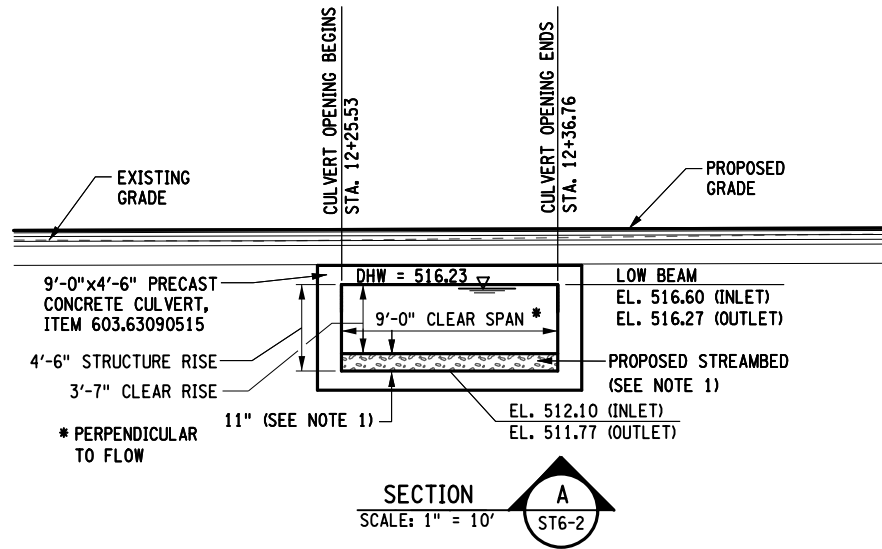 CULVERT OPENING BEGINS
STA. 12+25.53
CULVERT OPENING ENDS
STA. 12+36.76
EXISTING
GRADE
PROPOSED
GRADE
9'-0"x4'-6" PRECAST
CONCRETE CULVERT,
ITEM 603.63090515
DHW = 516.23
LOW BEAM
EL. 516.60 (INLET)
EL. 516.27 (OUTLET)
9'-0" CLEAR SPAN *
4'-6" STRUCTURE RISE
3'-7" CLEAR RISE
PROPOSED STREAMBED
(SEE NOTE 1)
11" (SEE NOTE 1)
EL. 512.10 (INLET)
EL. 511.77 (OUTLET)
* PERPENDICULAR
TO FLOW
SECTION
SCALE: 1" = 10'
A
ST6-2